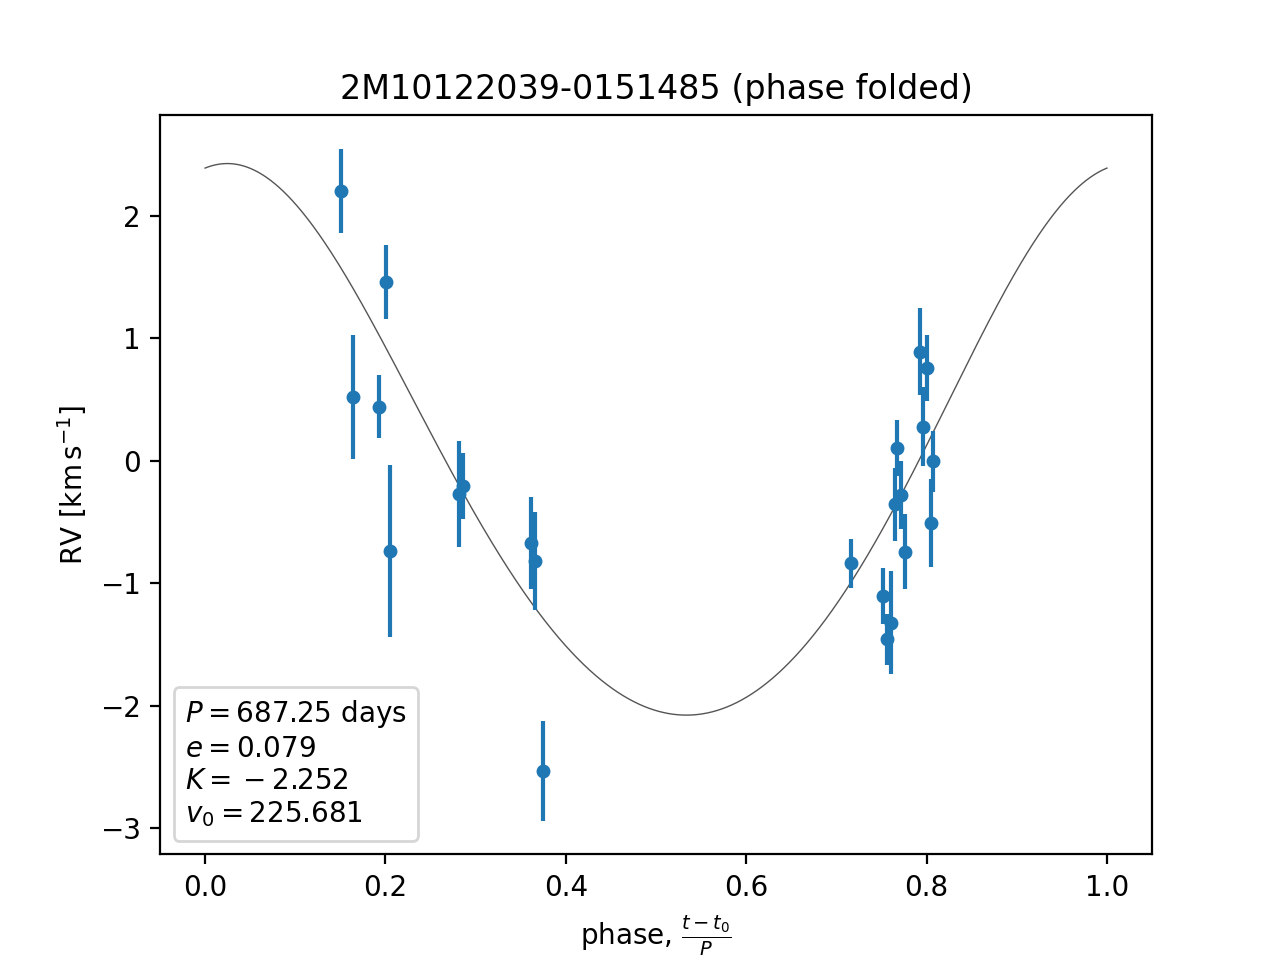 2M10122039-0151485 (phase folded)
RV [km s⁻¹]
2
1
0
−1
−2
−3
P = 687.25 days
e = 0.079
K = −2.252
v₀ = 225.681
0.0 0.2 0.4 0.6 0.8 1.0
phase, (t − t₀)/P